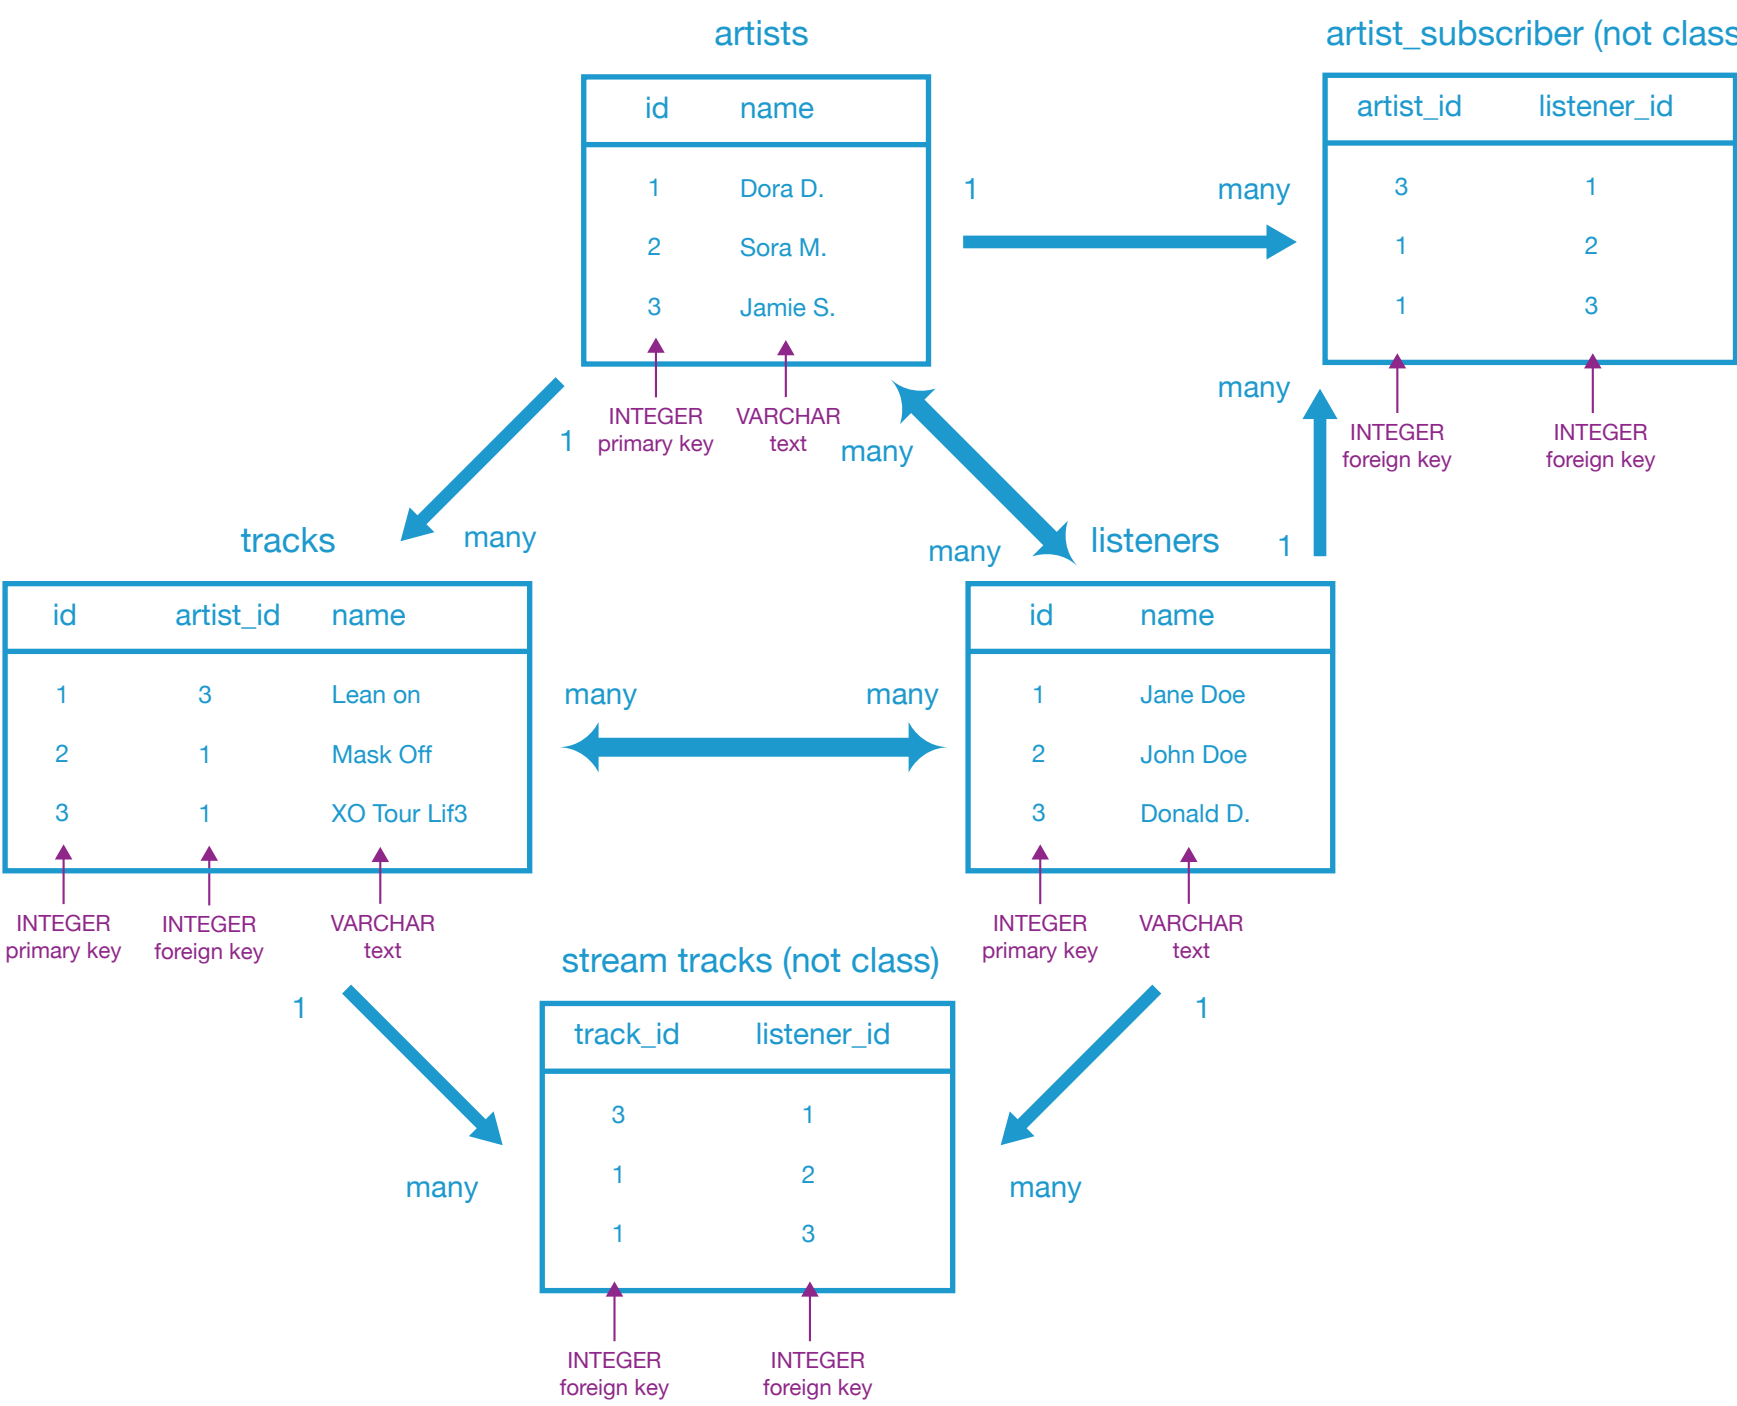 artists
id name
1 Dora D.
2 Sora M.
3 Jamie S.
INTEGER primary key
VARCHAR text
artist_subscriber (not class
artist_id listener_id
3 1
1 2
1 3
INTEGER foreign key
INTEGER foreign key
1 many
1 many
many many
many 1
tracks
id artist_id name
1 3 Lean on
2 1 Mask Off
3 1 XO Tour Lif3
INTEGER primary key
INTEGER foreign key
VARCHAR text
many many
listeners
id name
1 Jane Doe
2 John Doe
3 Donald D.
INTEGER primary key
VARCHAR text
1 many
1 many
stream tracks (not class)
track_id listener_id
3 1
1 2
1 3
INTEGER foreign key
INTEGER foreign key